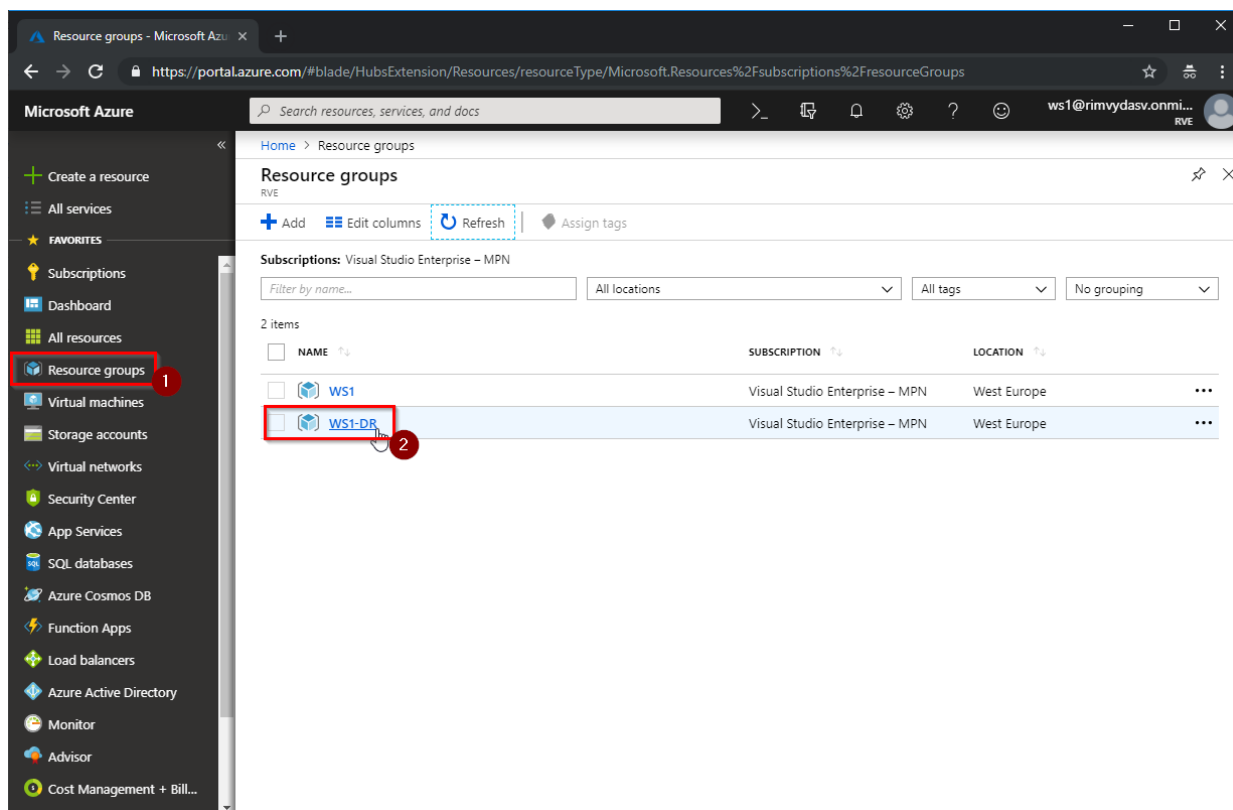 Resource groups - Microsoft Azu
https://portal.azure.com/#blade/HubsExtension/Resources/resourceType/Microsoft.Resources%2Fsubscriptions%2FresourceGroups
Microsoft Azure
Search resources, services, and docs
ws1@rimvydasv.onmi...
RVE
Home > Resource groups
Resource groups
RVE
Add Edit columns Refresh Assign tags
Subscriptions: Visual Studio Enterprise – MPN
Filter by name... All locations All tags No grouping
2 items
NAME SUBSCRIPTION LOCATION
WS1 Visual Studio Enterprise – MPN West Europe
WS1-DR Visual Studio Enterprise – MPN West Europe
2
Create a resource
All services
FAVORITES
Subscriptions
Dashboard
All resources
Resource groups
1
Virtual machines
Storage accounts
Virtual networks
Security Center
App Services
SQL
SQL databases
Azure Cosmos DB
Function Apps
Load balancers
Azure Active Directory
Monitor
Advisor
Cost Management + Bill...